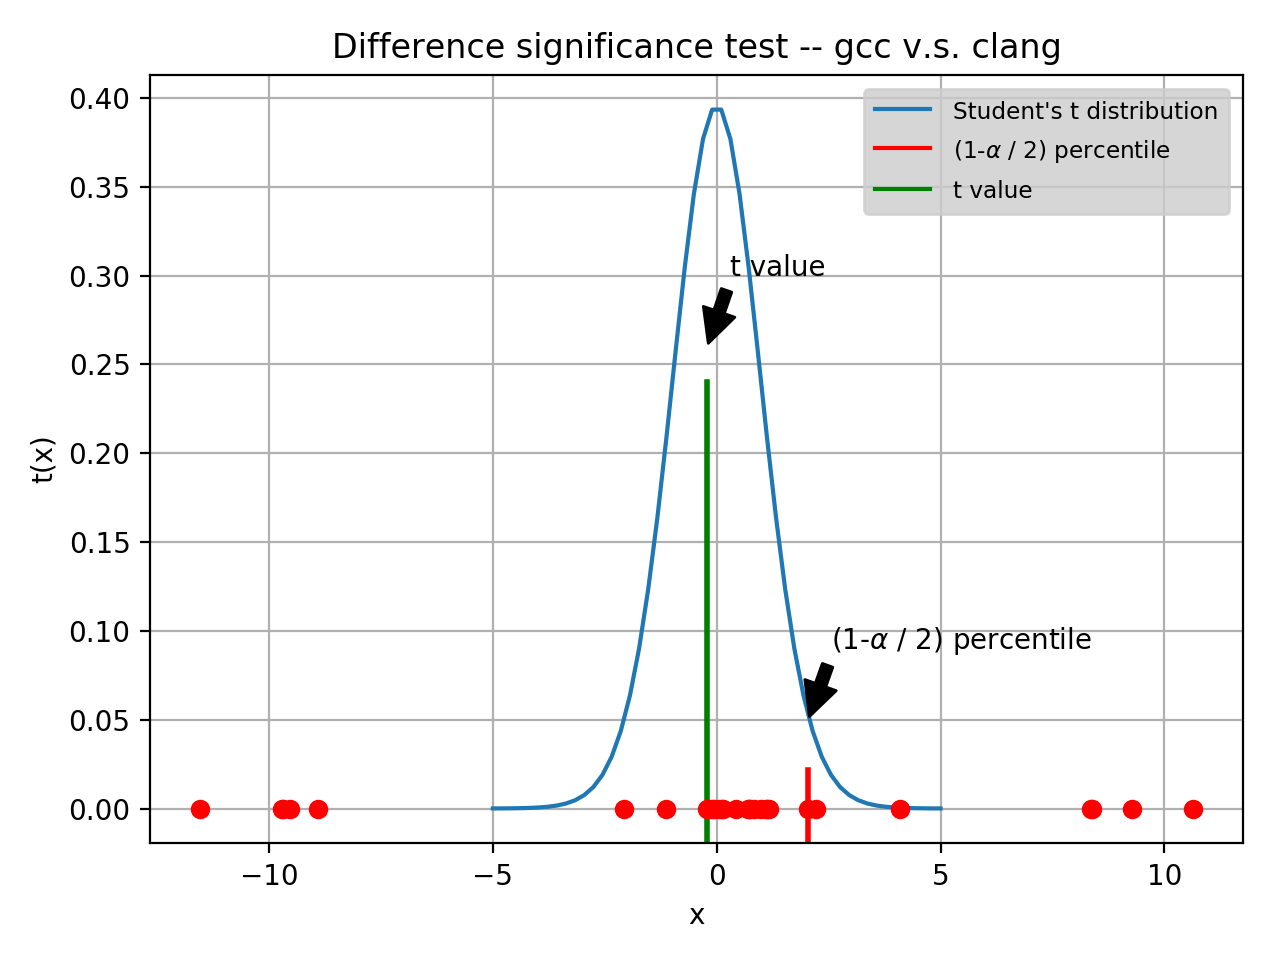 Difference significance test -- gcc v.s. clang
0.40
0.35
0.30
0.25
0.20
0.15
0.10
0.05
0.00
t(x)
Student's t distribution
(1-α / 2) percentile
t value
t value
(1-α / 2) percentile
−10
−5
0
5
10
x